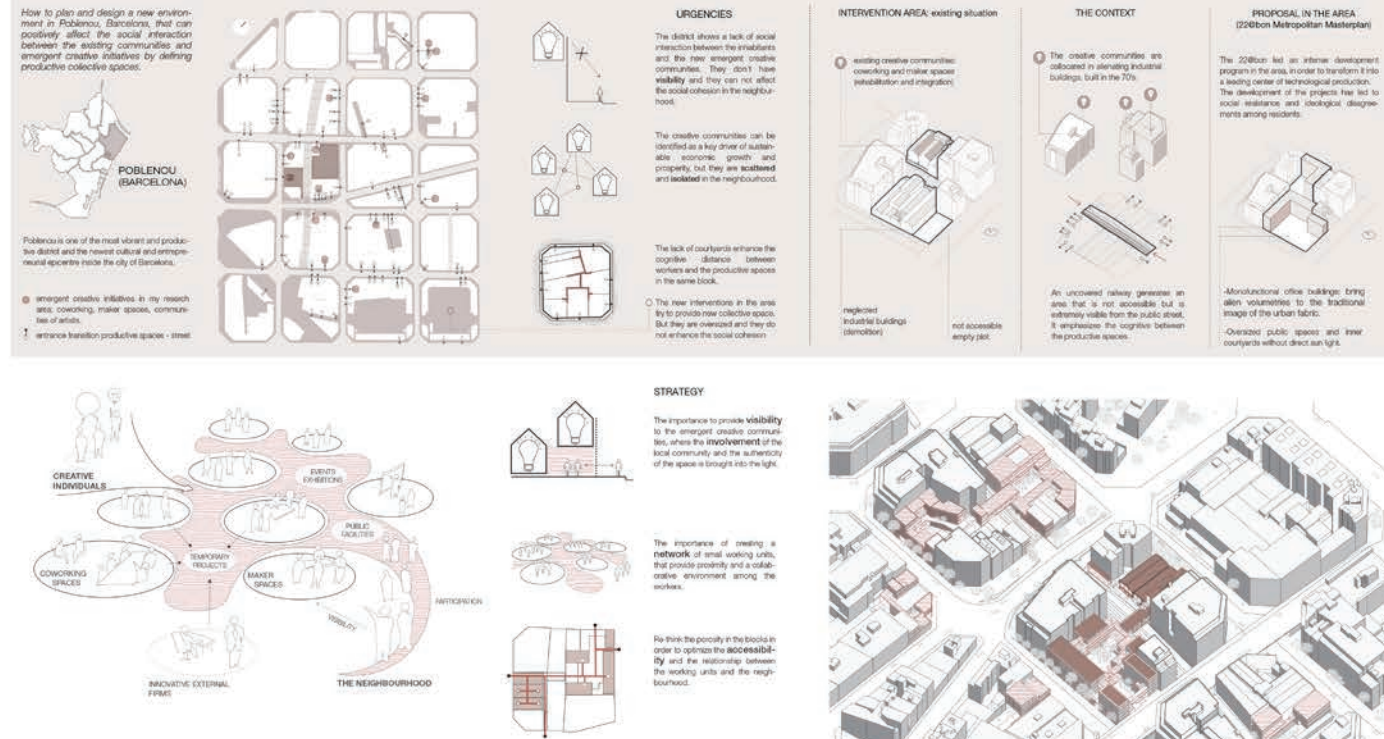 How to plan and design a new environ-
ment in Poblenou, Barcelona, that can
positively affect the social interaction
between the existing communities and
emergent creative initiatives by defining
productive collective spaces.
POBLENOU
(BARCELONA)
Poblenou is one of the most vibrant and produc-
tive district and the newest cultural and entrepre-
neurial epicentre inside the city of Barcelona.
emergent creative initiatives in my reserch
area: coworking, maker spaces, communi-
ties of artists.
entrance transition productive spaces - street
URGENCIES
The district shows a lack of social
interaction between the inhabitants
and the new emergent creative
communities. They don't have
visibility and they can not affect
the social cohesion in the neighbur-
hood.
The creative communities can be
identified as a key driver of sustain-
able economic growth and
prosperity, but they are scattered
and isolated in the neighbourhood.
The lack of courtyards enhance the
cognitive distance between
workers and the productive spaces
in the same block.
The new interventions in the area
try to provide new collective space.
But they are oversized and they do
not enhance the social cohesion
INTERVENTION AREA: existing situation
existing creative communities:
coworking and maker spaces
(rehabilitation and integration)
neglected
industrial buildings
(demolition)
not accessible
empty plot
THE CONTEXT
The creative communities are
collocated in alienating industrial
buildings, built in the 70's.
An uncovered railway generates an
area that is not accessible but is
extremely visible from the public street.
It emphasize the cognitive between
the productive spaces.
PROPOSAL IN THE AREA
(22@bcn Metropolitan Masterplan)
The 22@bcn led an intense development
program in the area, in order to transform it into
a leading center of technological production.
The development of the projects has led to
social resistance and ideological disagree-
ments among residents.
-Monofunctional office buildings: bring
alien volumetries to the traditional
image of the urban fabric.
-Oversized public spaces and inner
courtyards without direct sun light.
CREATIVE
INDIVIDUALS
EVENTS
EXHIBITIONS
PUBLIC
FACILITIES
TEMPORARY
PROJECTS
COWORKING
SPACES
MAKER
SPACES
PARTICIPATION
VISIBILITY
INNOVATIVE EXTERNAL
FIRMS
THE NEIGHBOURHOOD
STRATEGY
The importance to provide visibility
to the emergent creative communi-
ties, where the involvement of the
local community and the authenticity
of the space is brought into the light.
The importance of creating a
network of small working units,
that provide proximity and a collab-
orative environment among the
workers.
Re-think the porosity in the blocks in
order to optimize the accessibil-
ity and the relationship between
the working units and the neigh-
bourhood.